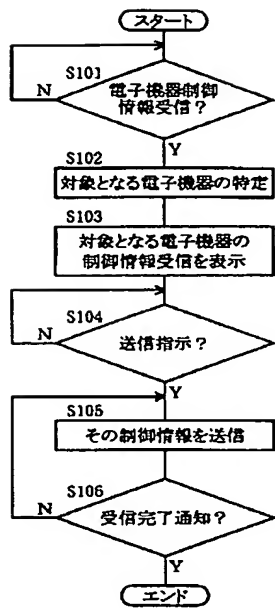 スタート
S101
電子機器制御
情報受信？
N
Y
S102
対象となる電子機器の特定
S103
対象となる電子機器の
制御情報受信を表示
S104
送信指示？
N
Y
S105
その制御情報を送信
S106
受信完了通知？
N
Y
エンド